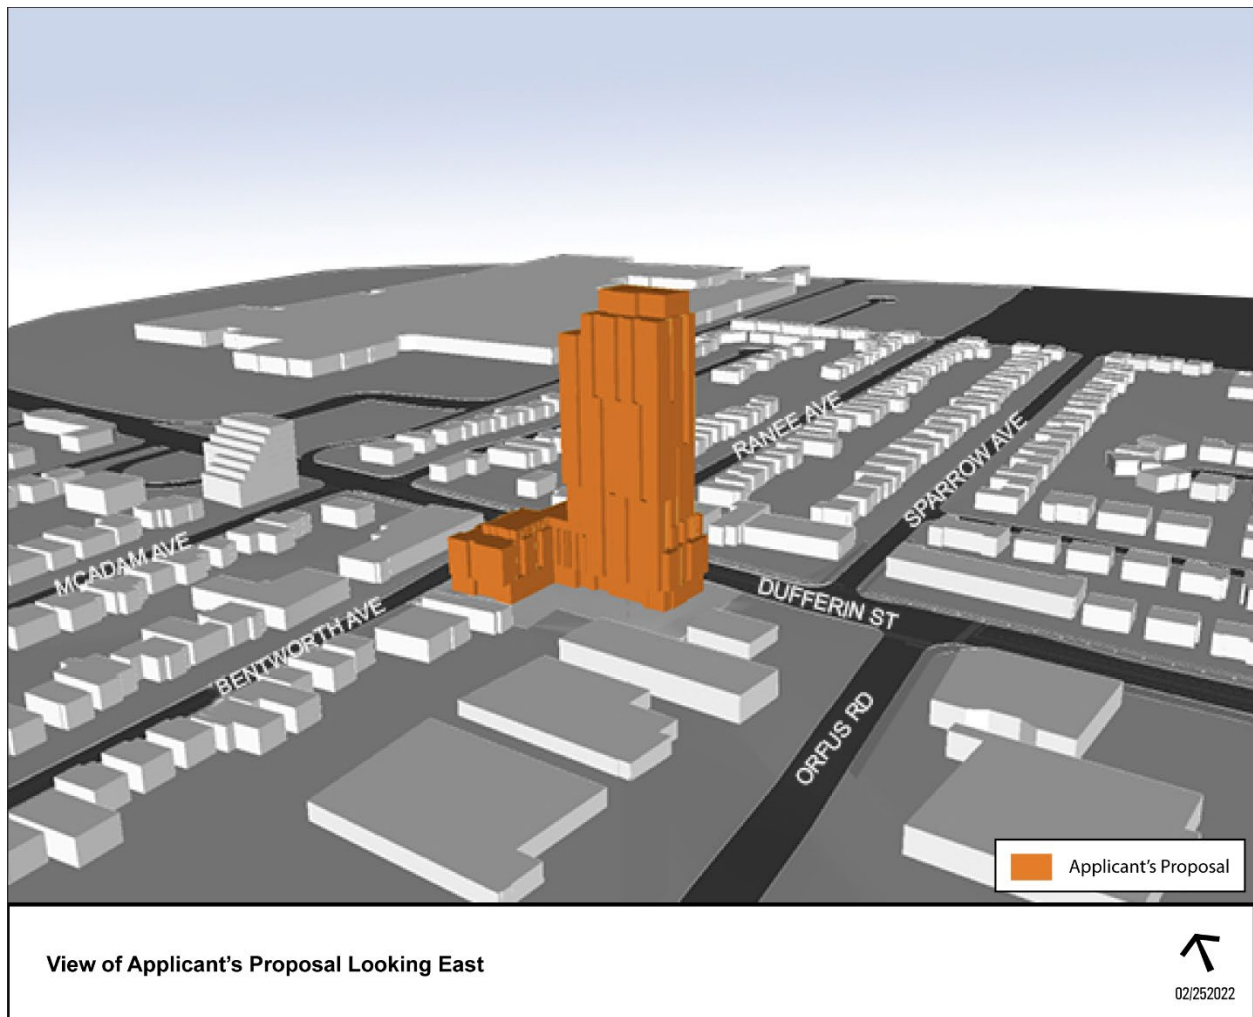 RANEE AVE
SPARROW AVE
MCADAM AVE
BENTWORTH AVE
DUFFERIN ST
ORFUS RD
Applicant's Proposal
View of Applicant's Proposal Looking East
02/252022